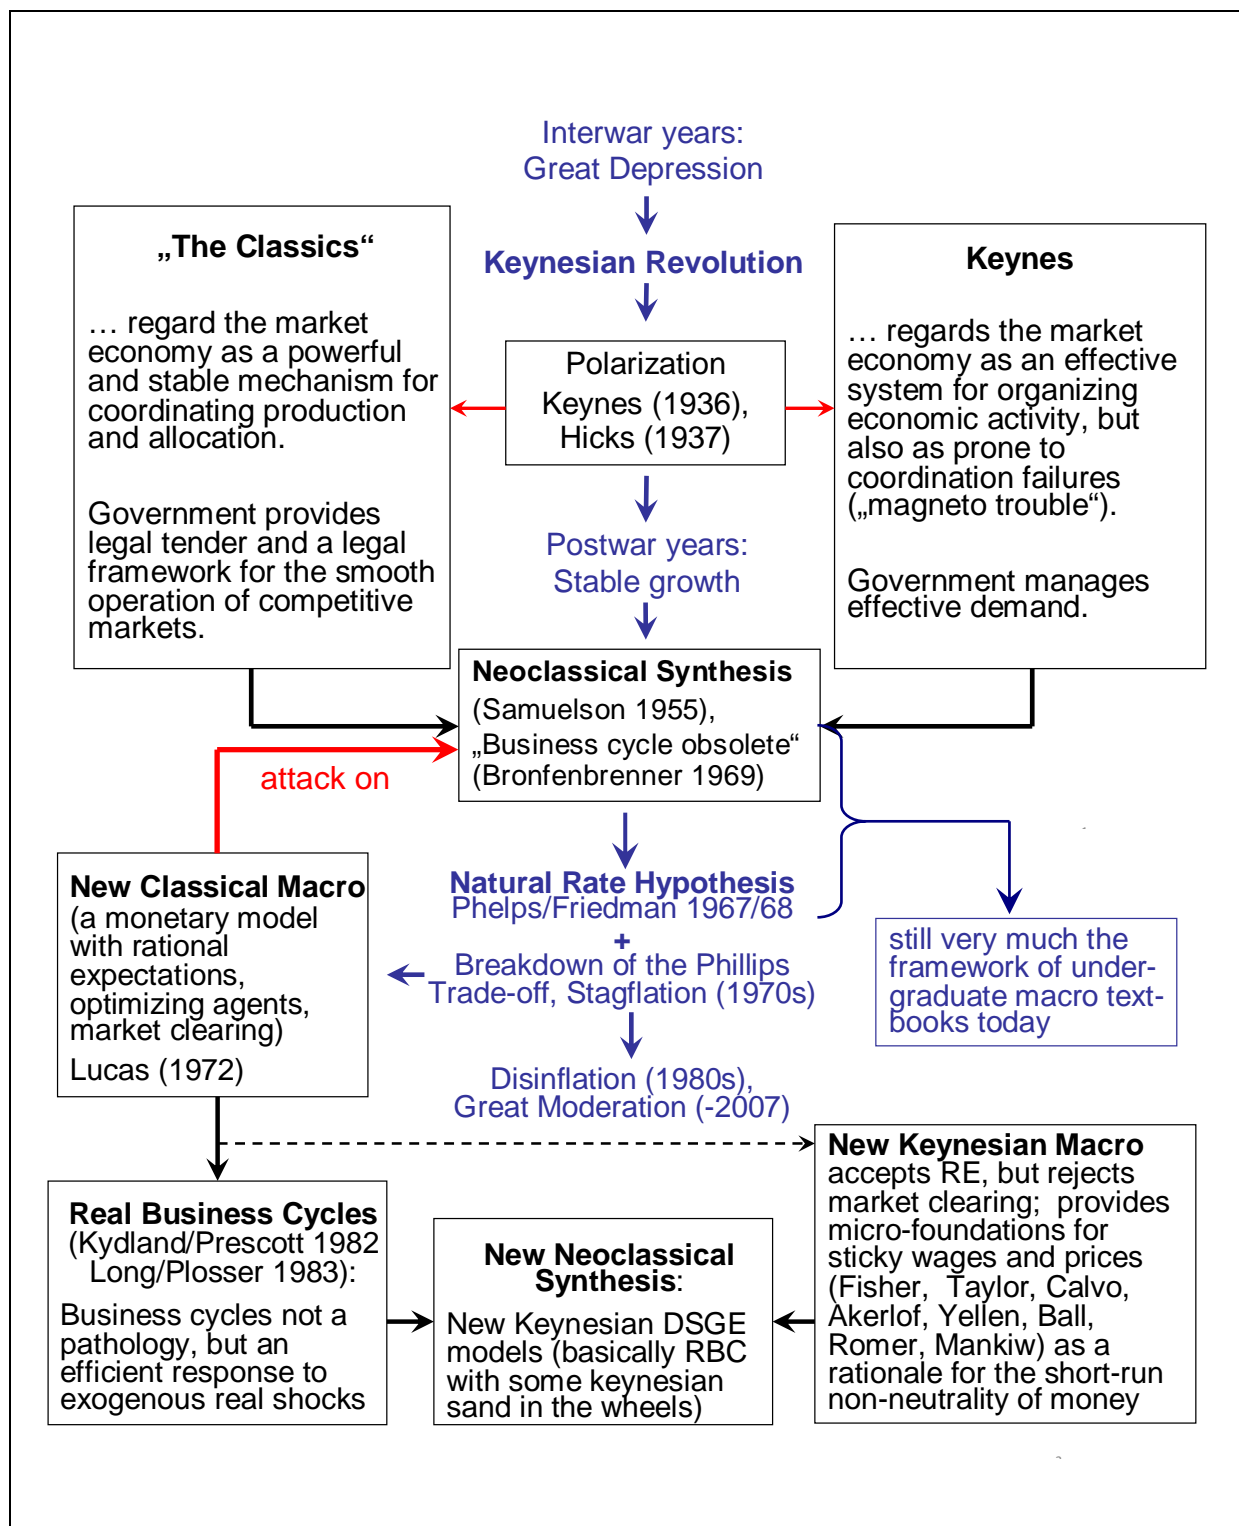 Interwar years:
Great Depression
Keynesian Revolution
„The Classics“
… regard the market
economy as a powerful
and stable mechanism for
coordinating production
and allocation.
Government provides
legal tender and a legal
framework for the smooth
operation of competitive
markets.
Polarization
Keynes (1936),
Hicks (1937)
Keynes
… regards the market
economy as an effective
system for organizing
economic activity, but
also as prone to
coordination failures
(„magneto trouble“).
Government manages
effective demand.
Postwar years:
Stable growth
Neoclassical Synthesis
(Samuelson 1955),
„Business cycle obsolete“
(Bronfenbrenner 1969)
attack on
New Classical Macro
(a monetary model
with rational
expectations,
optimizing agents,
market clearing)
Lucas (1972)
Natural Rate Hypothesis
Phelps/Friedman 1967/68
+
Breakdown of the Phillips
Trade-off, Stagflation (1970s)
still very much the
framework of under-
graduate macro text-
books today
Disinflation (1980s),
Great Moderation (-2007)
Real Business Cycles
(Kydland/Prescott 1982
Long/Plosser 1983):
Business cycles not a
pathology, but an
efficient response to
exogenous real shocks
New Neoclassical
Synthesis:
New Keynesian DSGE
models (basically RBC
with some keynesian
sand in the wheels)
New Keynesian Macro
accepts RE, but rejects
market clearing; provides
micro-foundations for
sticky wages and prices
(Fisher, Taylor, Calvo,
Akerlof, Yellen, Ball,
Romer, Mankiw) as a
rationale for the short-run
non-neutrality of money